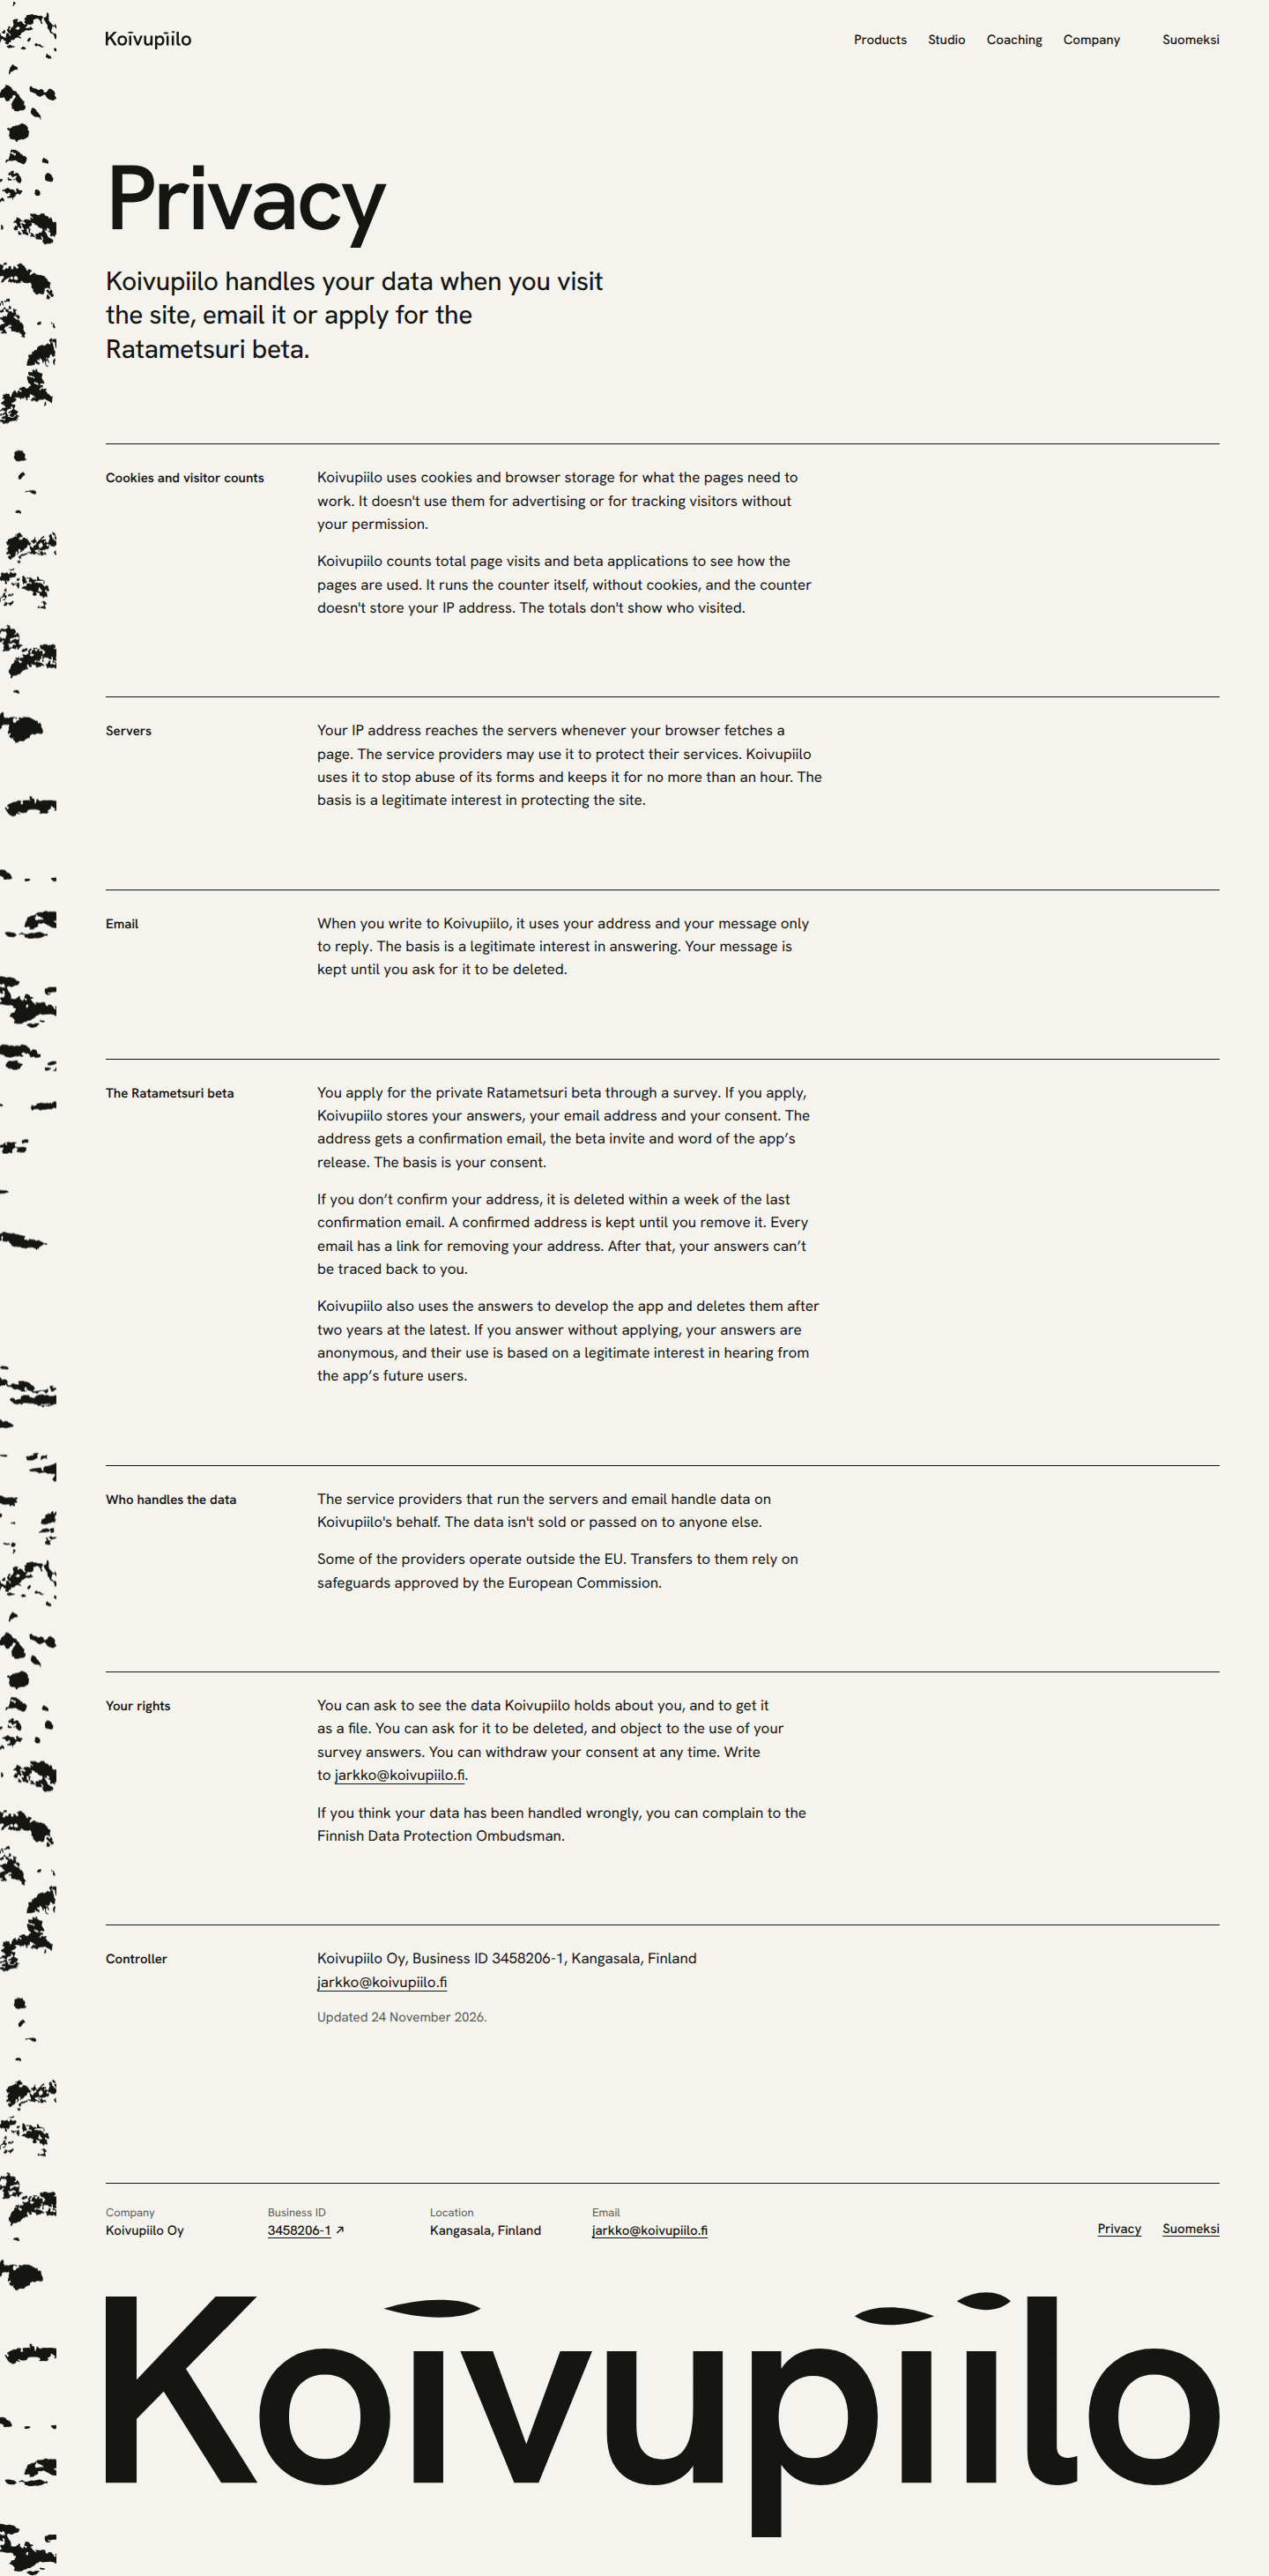 Koivupiilo
Products Studio Coaching Company Suomeksi
Privacy
Koivupiilo handles your data when you visit
the site, email it or apply for the
Ratametsuri beta.
Cookies and visitor counts
Koivupiilo uses cookies and browser storage for what the pages need to
work. It doesn't use them for advertising or for tracking visitors without
your permission.
Koivupiilo counts total page visits and beta applications to see how the
pages are used. It runs the counter itself, without cookies, and the counter
doesn't store your IP address. The totals don't show who visited.
Servers
Your IP address reaches the servers whenever your browser fetches a
page. The service providers may use it to protect their services. Koivupiilo
uses it to stop abuse of its forms and keeps it for no more than an hour. The
basis is a legitimate interest in protecting the site.
Email
When you write to Koivupiilo, it uses your address and your message only
to reply. The basis is a legitimate interest in answering. Your message is
kept until you ask for it to be deleted.
The Ratametsuri beta
You apply for the private Ratametsuri beta through a survey. If you apply,
Koivupiilo stores your answers, your email address and your consent. The
address gets a confirmation email, the beta invite and word of the app’s
release. The basis is your consent.
If you don’t confirm your address, it is deleted within a week of the last
confirmation email. A confirmed address is kept until you remove it. Every
email has a link for removing your address. After that, your answers can’t
be traced back to you.
Koivupiilo also uses the answers to develop the app and deletes them after
two years at the latest. If you answer without applying, your answers are
anonymous, and their use is based on a legitimate interest in hearing from
the app’s future users.
Who handles the data
The service providers that run the servers and email handle data on
Koivupiilo's behalf. The data isn't sold or passed on to anyone else.
Some of the providers operate outside the EU. Transfers to them rely on
safeguards approved by the European Commission.
Your rights
You can ask to see the data Koivupiilo holds about you, and to get it
as a file. You can ask for it to be deleted, and object to the use of your
survey answers. You can withdraw your consent at any time. Write
to jarkko@koivupiilo.fi.
If you think your data has been handled wrongly, you can complain to the
Finnish Data Protection Ombudsman.
Controller
Koivupiilo Oy, Business ID 3458206-1, Kangasala, Finland
jarkko@koivupiilo.fi
Updated 24 November 2026.
Company Business ID Location Email
Koivupiilo Oy 3458206-1 ↗ Kangasala, Finland jarkko@koivupiilo.fi Privacy Suomeksi
Koivupiilo